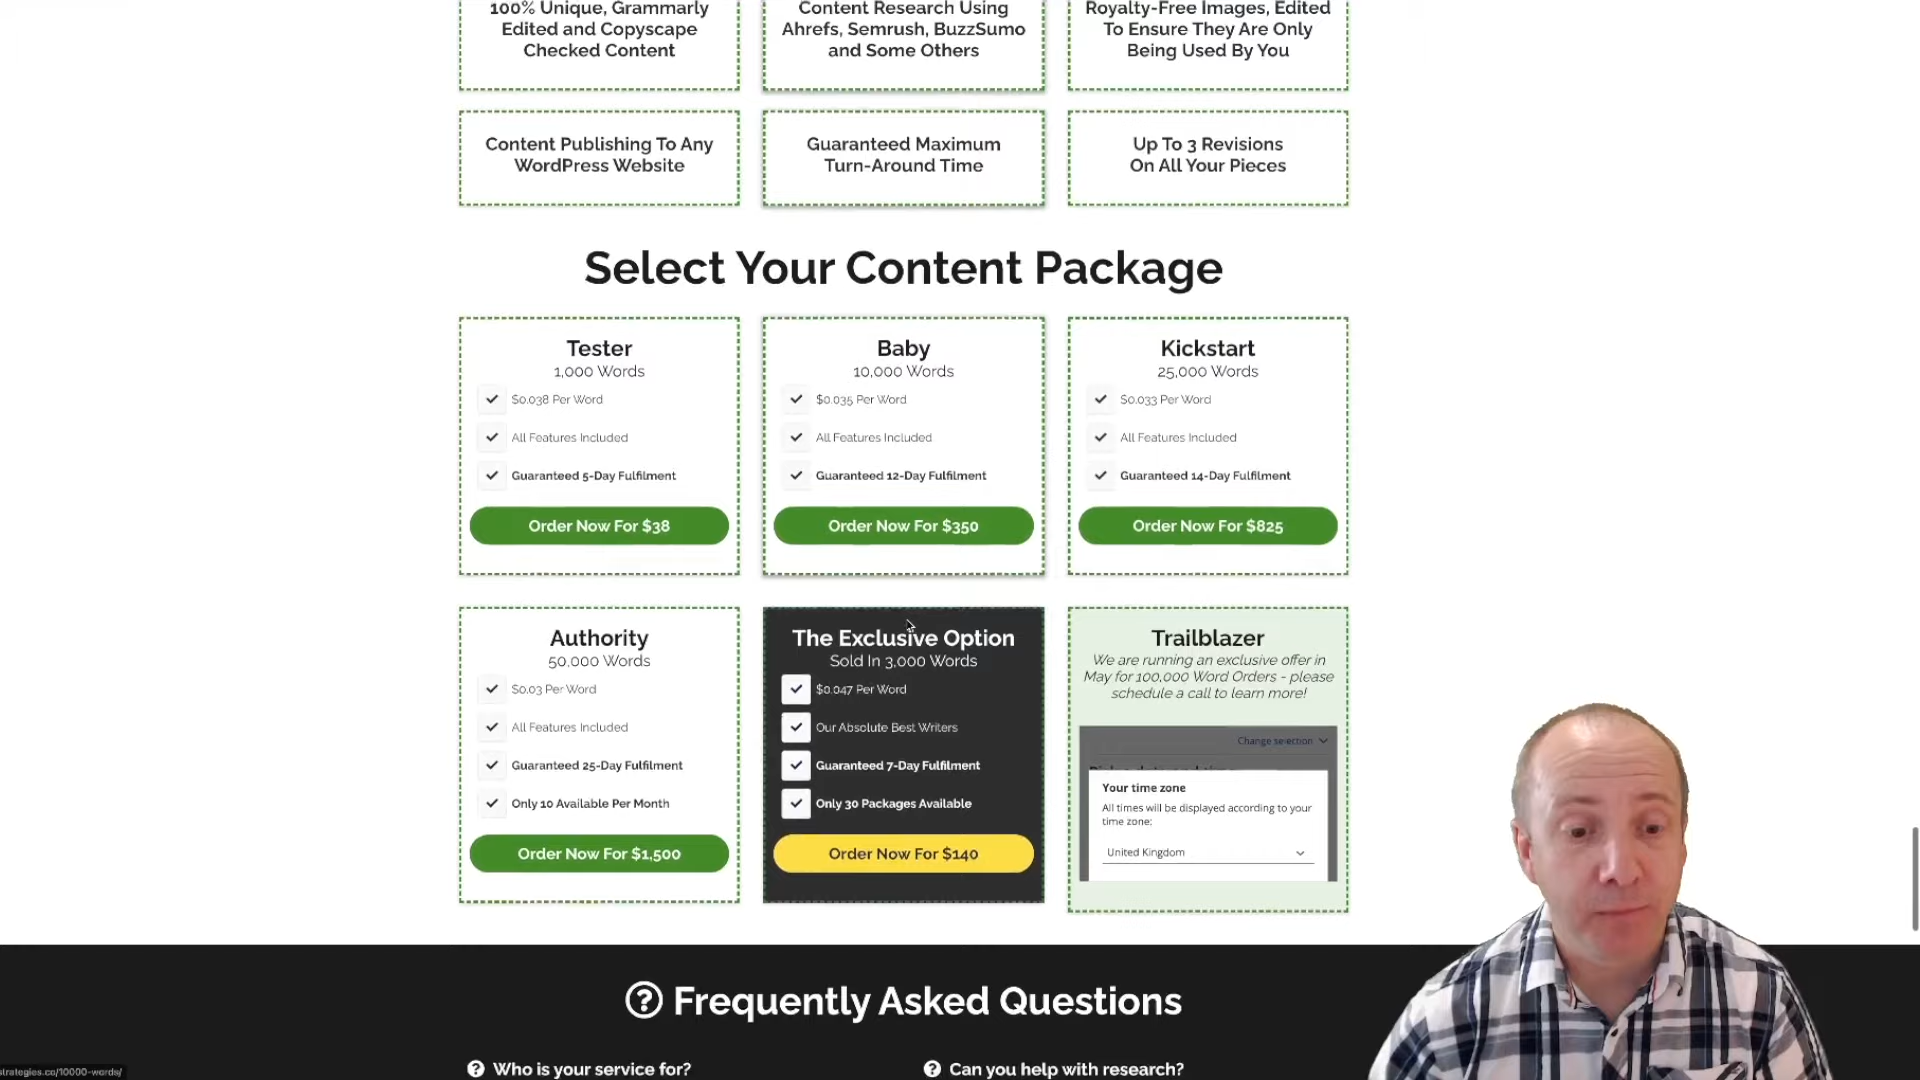 100% Unique, Grammarly
Edited and Copyscape
Checked Content
Content Research Using
Ahrefs, Semrush, BuzzSumo
and Some Others
Royalty-Free Images, Edited
To Ensure They Are Only
Being Used By You
Content Publishing To Any
WordPress Website
Guaranteed Maximum
Turn-Around Time
Up To 3 Revisions
On All Your Pieces
Select Your Content Package
Tester
1,000 Words
$0.038 Per Word
All Features Included
Guaranteed 5-Day Fulfilment
Order Now For $38
Baby
10,000 Words
$0.035 Per Word
All Features Included
Guaranteed 12-Day Fulfilment
Order Now For $350
Kickstart
25,000 Words
$0.033 Per Word
All Features Included
Guaranteed 14-Day Fulfilment
Order Now For $825
Authority
50,000 Words
$0.03 Per Word
All Features Included
Guaranteed 25-Day Fulfilment
Only 10 Available Per Month
Order Now For $1,500
The Exclusive Option
Sold In 3,000 Words
$0.047 Per Word
Our Absolute Best Writers
Guaranteed 7-Day Fulfilment
Only 30 Packages Available
Order Now For $140
Trailblazer
We are running an exclusive offer in
May for 100,000 Word Orders - please
schedule a call to learn more!
Change selection
Your time zone
All times will be displayed according to your
time zone:
United Kingdom
Frequently Asked Questions
Who is your service for?
Can you help with research?
strategies.co/10000-words/